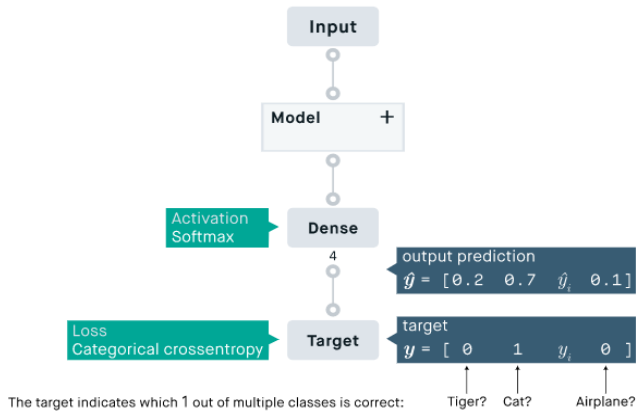 Input
Model +
Activation
Softmax
Dense
4
output prediction
ŷ = [0.2 0.7 ŷᵢ 0.1]
Loss
Categorical crossentropy
Target
target
y = [ 0 1 yᵢ 0 ]
The target indicates which 1 out of multiple classes is correct: Tiger? Cat? Airplane?